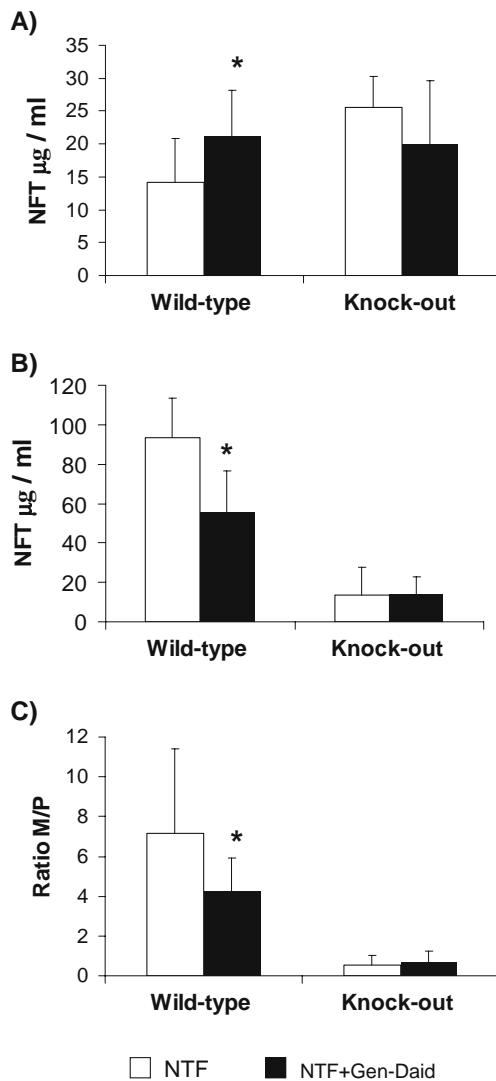 A)
35
30
25
20
15
10
5
0
NFT µg / ml
*
Wild-type Knock-out
B)
120
100
80
60
40
20
0
NFT µg / ml
*
Wild-type Knock-out
C)
12
10
8
6
4
2
0
Ratio M/P
*
Wild-type Knock-out
NTF NTF+Gen-Daid